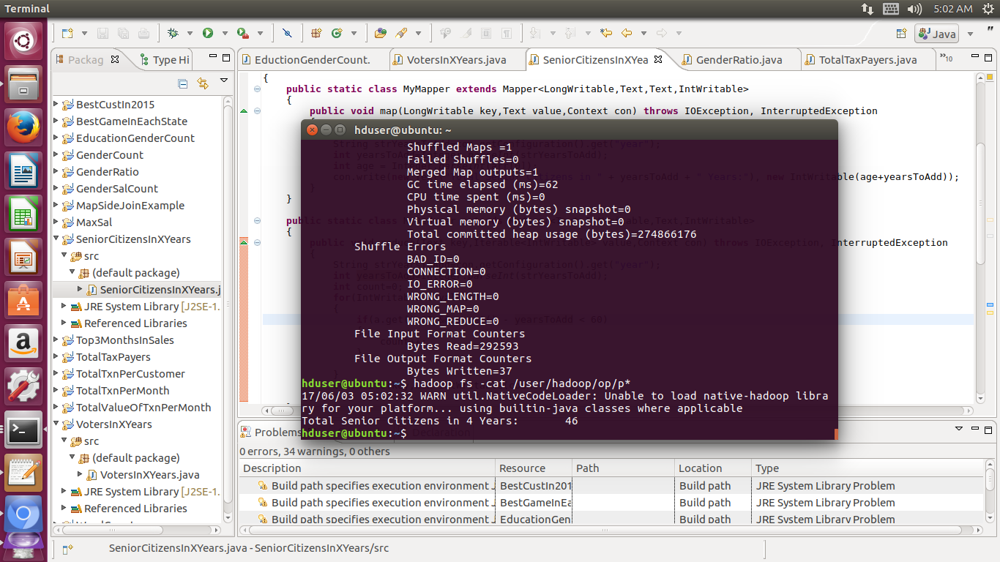 Terminal
5:02 AM
Java
Packag
Type Hi
EductionGenderCount.
VotersInXYears.java
SeniorCitizensInXYea
GenderRatio.java
TotalTaxPayers.java
»10
BestCustIn2015
BestGameInEachState
EducationGenderCount
GenderCount
GenderRatio
GenderSalCount
MapSideJoinExample
MaxSal
SeniorCitizensInXYears
src
(default package)
SeniorCitizensInXYears.j
JRE System Library [J2SE-1.
Referenced Libraries
Top3MonthsInSales
TotalTaxPayers
TotalTxnPerCustomer
TotalTxnPerMonth
TotalValueOfTxnPerMonth
VotersInXYears
src
(default package)
VotersInXYears.java
JRE System Library [J2SE-1.
Referenced Libraries
{
public static class MyMapper extends Mapper<LongWritable,Text,Text,IntWritable>
{
public void map(LongWritable key,Text value,Context con) throws IOException, InterruptedException
yearsToAdd + " Years:"), new IntWritable(age+yearsToAdd));
}
}
{
throws IOException, InterruptedException
hduser@ubuntu: ~
Shuffled Maps =1
Failed Shuffles=0
Merged Map outputs=1
GC time elapsed (ms)=62
CPU time spent (ms)=0
Physical memory (bytes) snapshot=0
Virtual memory (bytes) snapshot=0
Total committed heap usage (bytes)=274866176
Shuffle Errors
BAD_ID=0
CONNECTION=0
IO_ERROR=0
WRONG_LENGTH=0
WRONG_MAP=0
WRONG_REDUCE=0
File Input Format Counters
Bytes Read=292593
File Output Format Counters
Bytes Written=37
hduser@ubuntu:~$ hadoop fs -cat /user/hadoop/op/p*
17/06/03 05:02:32 WARN util.NativeCodeLoader: Unable to load native-hadoop libra
ry for your platform... using builtin-java classes where applicable
Total Senior Citizens in 4 Years: 46
hduser@ubuntu:~$
Problems
Declaration
0 errors, 34 warnings, 0 others
Description Resource Path Location Type
Build path specifies execution environment J BestCustIn201 Build path JRE System Library Problem
Build path specifies execution environment J BestGameInEa Build path JRE System Library Problem
Build path specifies execution environment J EducationGen Build path JRE System Library Problem
SeniorCitizensInXYears.java - SeniorCitizensInXYears/src